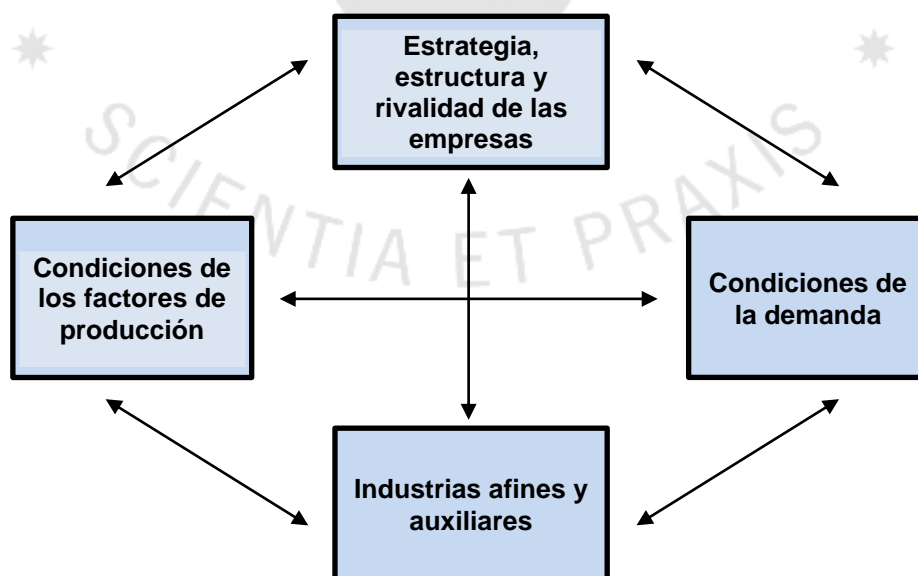 Estrategia,
estructura y
rivalidad de las
empresas
SCIENTIA ET PRAXIS
Condiciones de
los factores de
producción
Condiciones de
la demanda
Industrias afines y
auxiliares